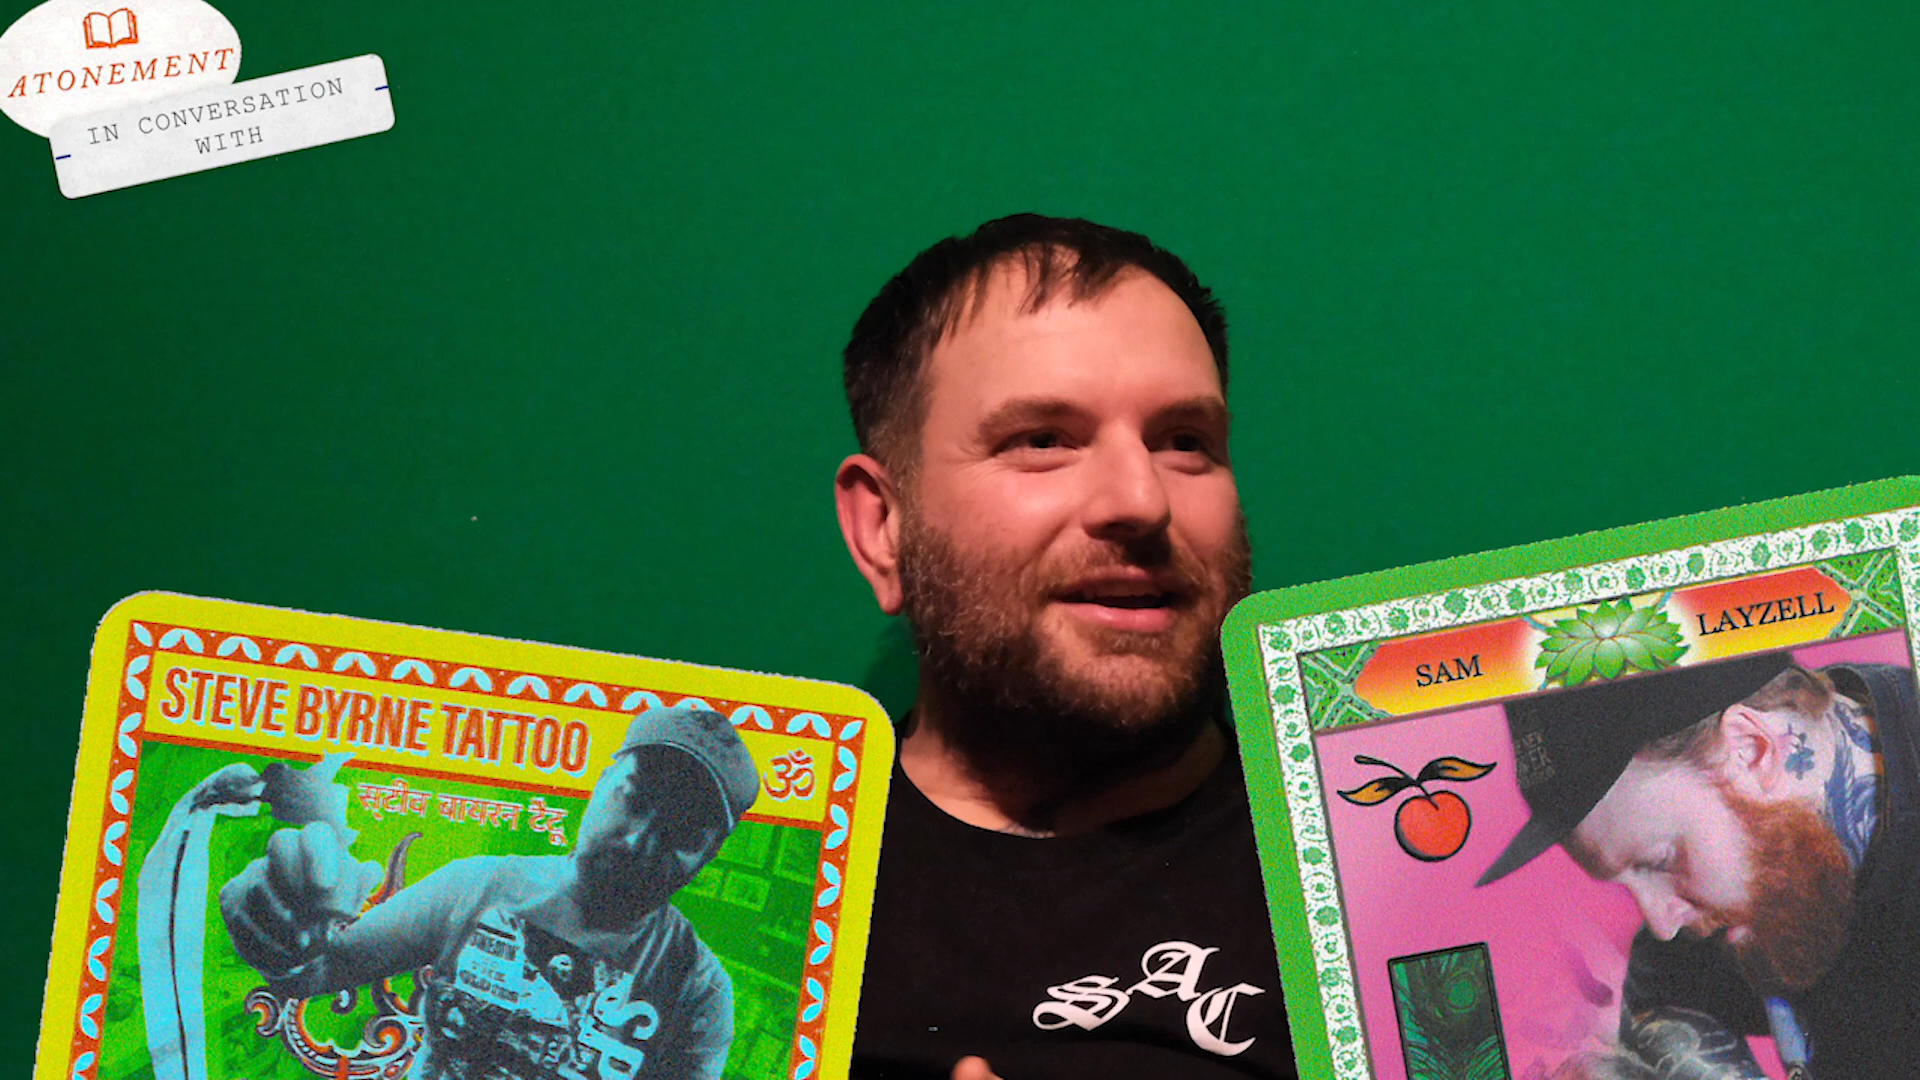 ATONEMENT
IN CONVERSATION
WITH
STEVE BYRNE TATTOO
ॐ
स्टीव बायरन टैटू
SAM
LAYZELL
SAC